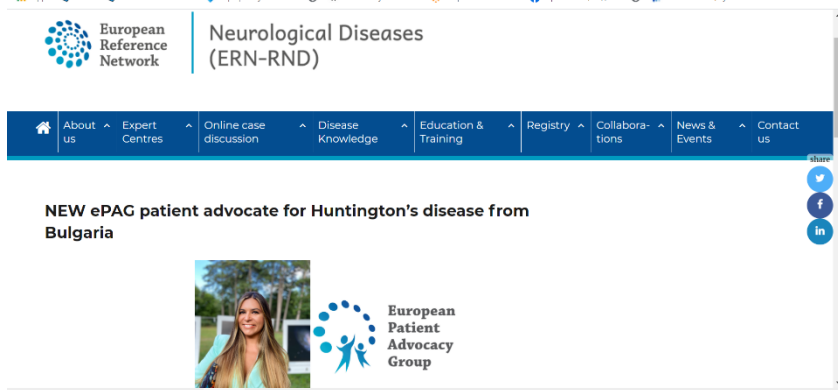 European
Reference
Network
Neurological Diseases
(ERN-RND)
About us
Expert Centres
Online case discussion
Disease Knowledge
Education & Training
Registry
Collabora-tions
News & Events
Contact us
share
NEW ePAG patient advocate for Huntington's disease from
Bulgaria
European
Patient
Advocacy
Group